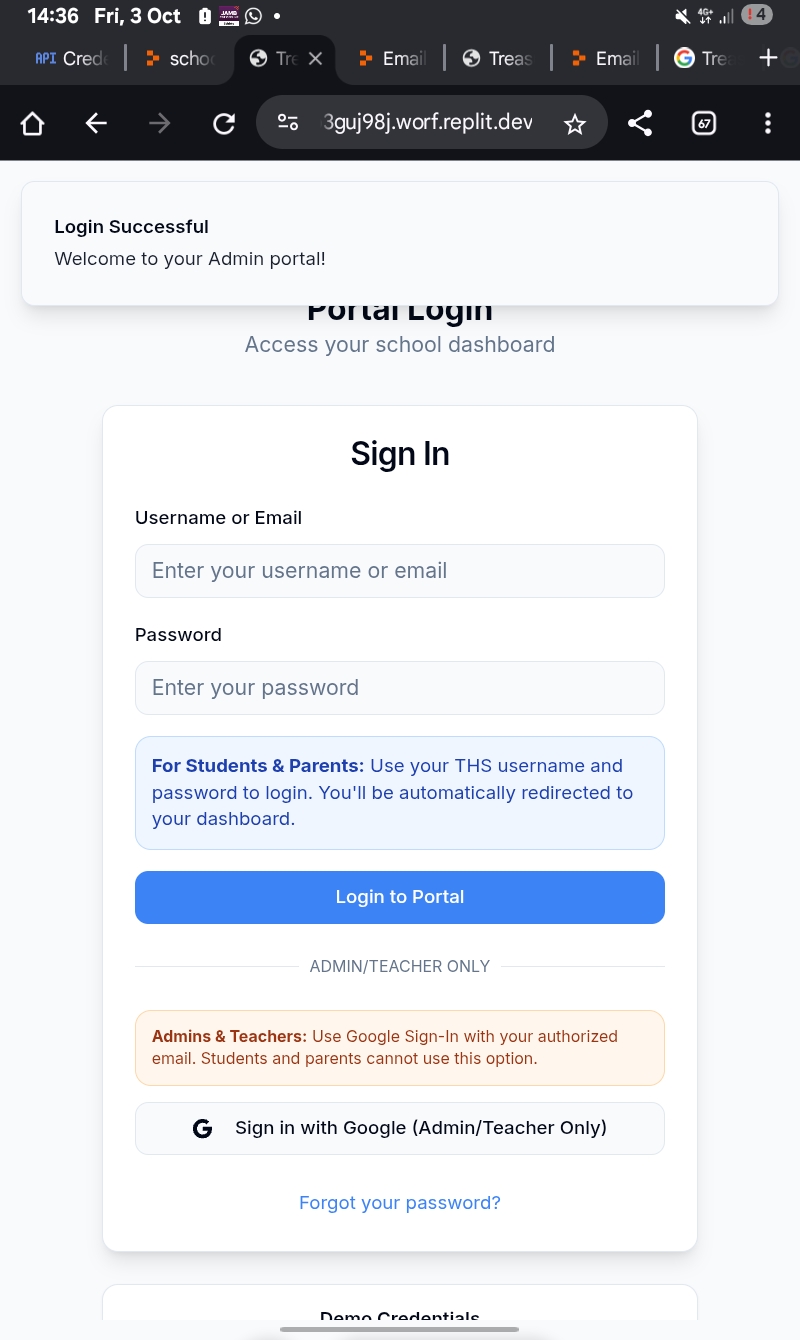 14:36 Fri, 3 Oct 4G+ 4
API Crede schoo Tre Email Treas Email Trea
3guj98j.worf.replit.dev 67
Login Successful
Welcome to your Admin portal!
Portal Login
Access your school dashboard
Sign In
Username or Email
Enter your username or email
Password
Enter your password
For Students & Parents: Use your THS username and
password to login. You'll be automatically redirected to
your dashboard.
Login to Portal
ADMIN/TEACHER ONLY
Admins & Teachers: Use Google Sign-In with your authorized
email. Students and parents cannot use this option.
G Sign in with Google (Admin/Teacher Only)
Forgot your password?
Demo Credentials